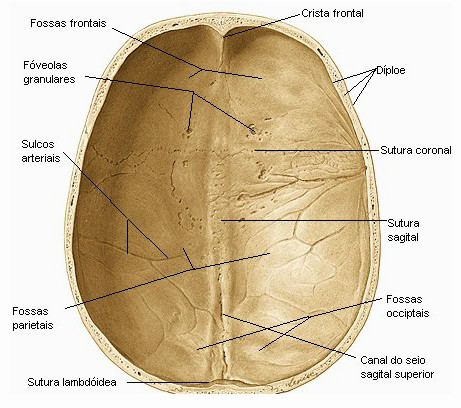 Crista frontal
Fossas frontais
Fóveolas
granulares
Díploe
Sulcos
arteriais
Sutura coronal
Sutura
sagital
Fossas
parietais
Fossas
occiptais
Canal do seio
sagital superior
Sutura lambdóidea